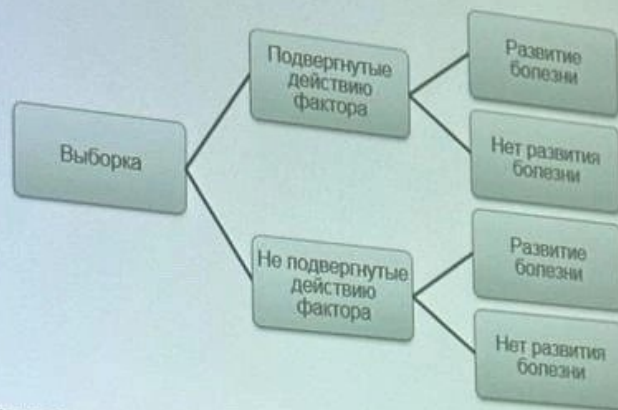 Выборка
Подвергнутые
действию
фактора
Развитие
болезни
Нет развития
болезни
Не подвергнутые
действию
фактора
Развитие
болезни
Нет развития
болезни